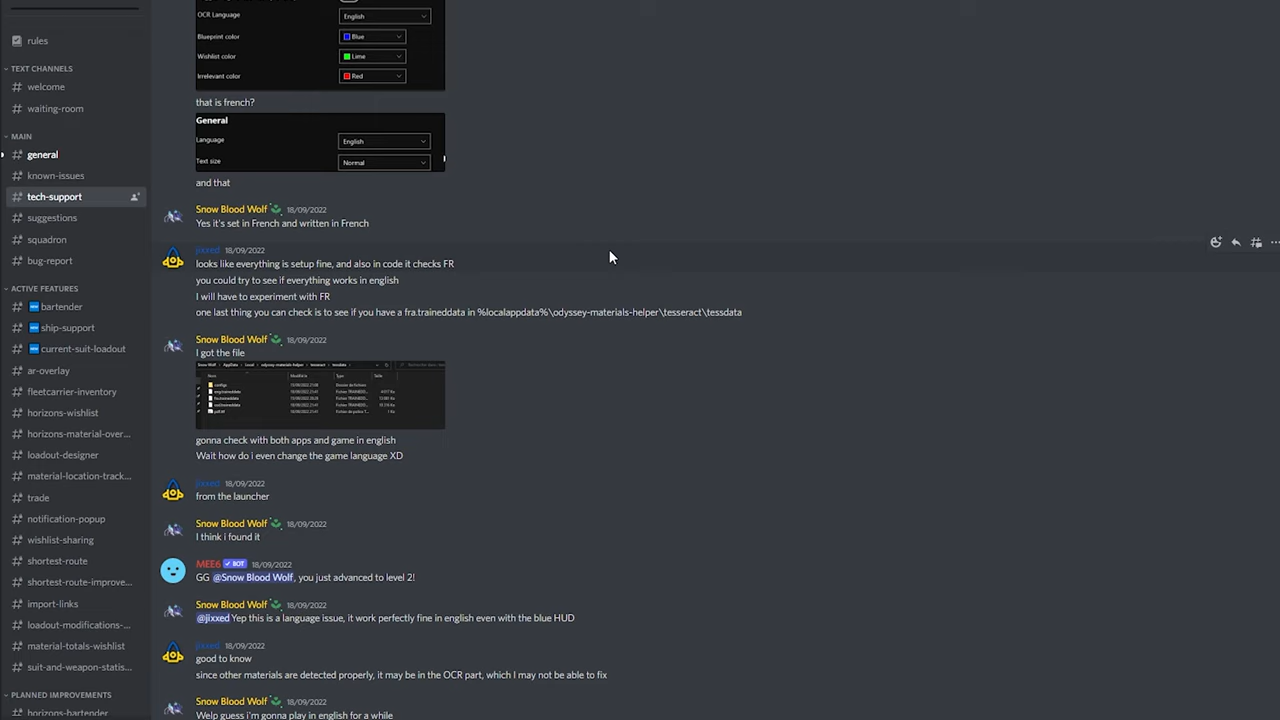 rules
TEXT CHANNELS
welcome
waiting-room
MAIN
general
known-issues
tech-support
suggestions
squadron
bug-report
ACTIVE FEATURES
bartender
ship-support
current-suit-loadout
ar-overlay
fleetcarrier-inventory
horizons-wishlist
horizons-material-over...
loadout-designer
material-location-track...
trade
notification-popup
wishlist-sharing
shortest-route
shortest-route-improve...
import-links
loadout-modifications-...
material-totals-wishlist
suit-and-weapon-statis...
PLANNED IMPROVEMENTS
horizons-bartender
OCR Language English
Blueprint color Blue
Wishlist color Lime
Irrelevant color Red
that is french?
General
Language English
Text size Normal
and that
Snow Blood Wolf 18/09/2022
Yes it's set in French and written in French
jixxed 18/09/2022
looks like everything is setup fine, and also in code it checks FR
you could try to see if everything works in english
I will have to experiment with FR
one last thing you can check is to see if you have a fra.traineddata in %localappdata%\odyssey-materials-helper\tesseract\tessdata
Snow Blood Wolf 18/09/2022
I got the file
gonna check with both apps and game in english
Wait how do i even change the game language XD
jixxed 18/09/2022
from the launcher
Snow Blood Wolf 18/09/2022
I think i found it
MEE6 BOT 18/09/2022
GG @Snow Blood Wolf, you just advanced to level 2!
Snow Blood Wolf 18/09/2022
@jixxed Yep this is a language issue, it work perfectly fine in english even with the blue HUD
jixxed 18/09/2022
good to know
since other materials are detected properly, it may be in the OCR part, which I may not be able to fix
Snow Blood Wolf 18/09/2022
Welp guess i'm gonna play in english for a while